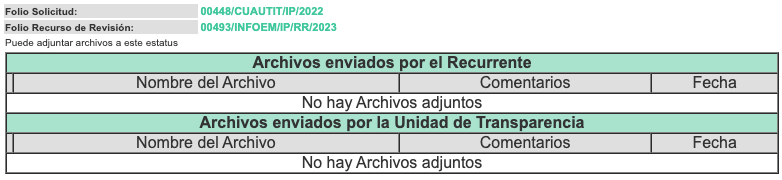 Folio Solicitud: 00448/CUAUTIT/IP/2022
Folio Recurso de Revisión: 00493/INFOEM/IP/RR/2023
Puede adjuntar archivos a este estatus
Archivos enviados por el Recurrente
Nombre del Archivo Comentarios Fecha
No hay Archivos adjuntos
Archivos enviados por la Unidad de Transparencia
Nombre del Archivo Comentarios Fecha
No hay Archivos adjuntos